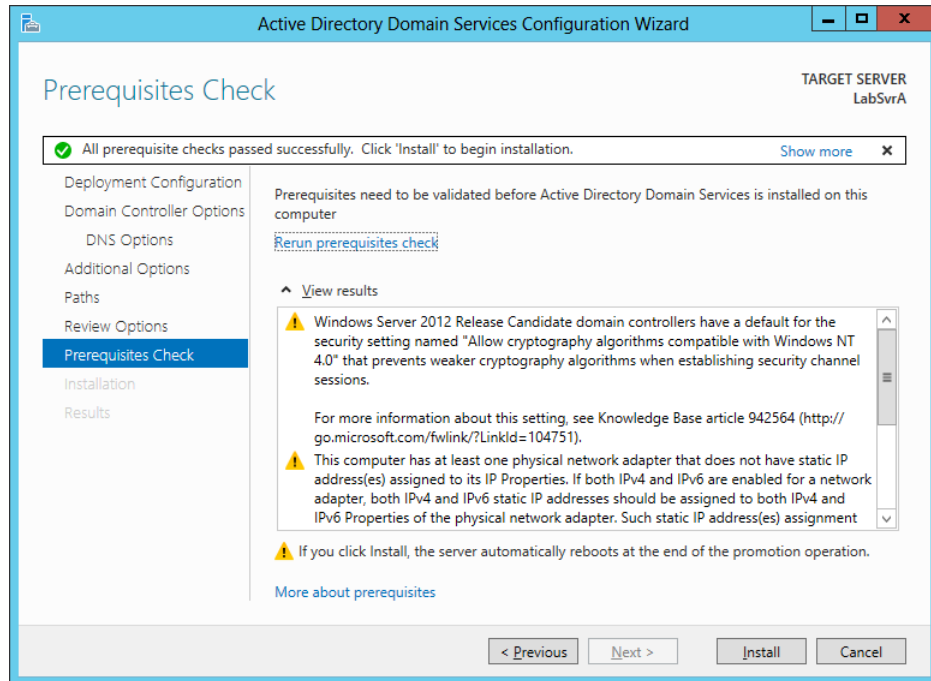 Active Directory Domain Services Configuration Wizard
Prerequisites Check
TARGET SERVER
LabSvrA
All prerequisite checks passed successfully. Click 'Install' to begin installation.
Show more
Deployment Configuration
Domain Controller Options
DNS Options
Additional Options
Paths
Review Options
Prerequisites Check
Installation
Results
Prerequisites need to be validated before Active Directory Domain Services is installed on this
computer
Rerun prerequisites check
View results
Windows Server 2012 Release Candidate domain controllers have a default for the
security setting named "Allow cryptography algorithms compatible with Windows NT
4.0" that prevents weaker cryptography algorithms when establishing security channel
sessions.
For more information about this setting, see Knowledge Base article 942564 (http://
go.microsoft.com/fwlink/?LinkId=104751).
This computer has at least one physical network adapter that does not have static IP
address(es) assigned to its IP Properties. If both IPv4 and IPv6 are enabled for a network
adapter, both IPv4 and IPv6 static IP addresses should be assigned to both IPv4 and
IPv6 Properties of the physical network adapter. Such static IP address(es) assignment
If you click Install, the server automatically reboots at the end of the promotion operation.
More about prerequisites
< Previous
Next >
Install
Cancel